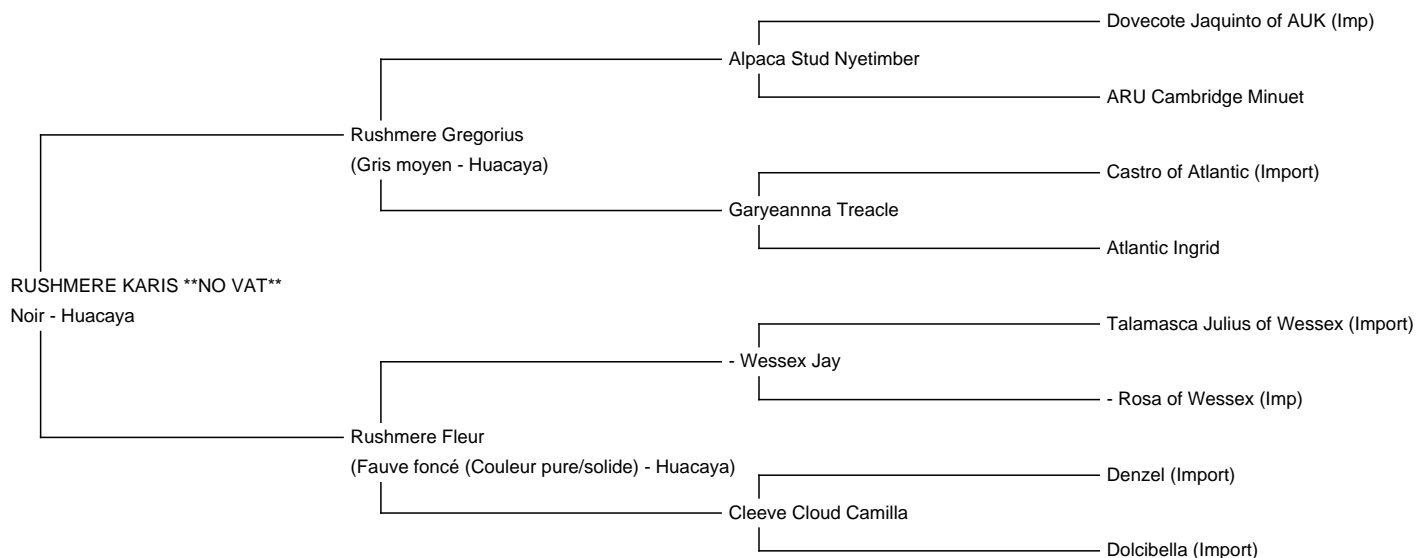 Dovecote Jaquinto of AUK (Imp)
Alpaca Stud Nyetimber
ARU Cambridge Minuet
Rushmere Gregorius
(Gris moyen - Huacaya)
Castro of Atlantic (Import)
Garyeannna Treacle
Atlantic Ingrid
RUSHMERE KARIS **NO VAT**
Noir - Huacaya
Talamasca Julius of Wessex (Import)
- Wessex Jay
- Rosa of Wessex (Imp)
Rushmere Fleur
(Fauve foncé (Couleur pure/solide) - Huacaya)
Denzel (Import)
Cleeve Cloud Camilla
Dolcibella (Import)